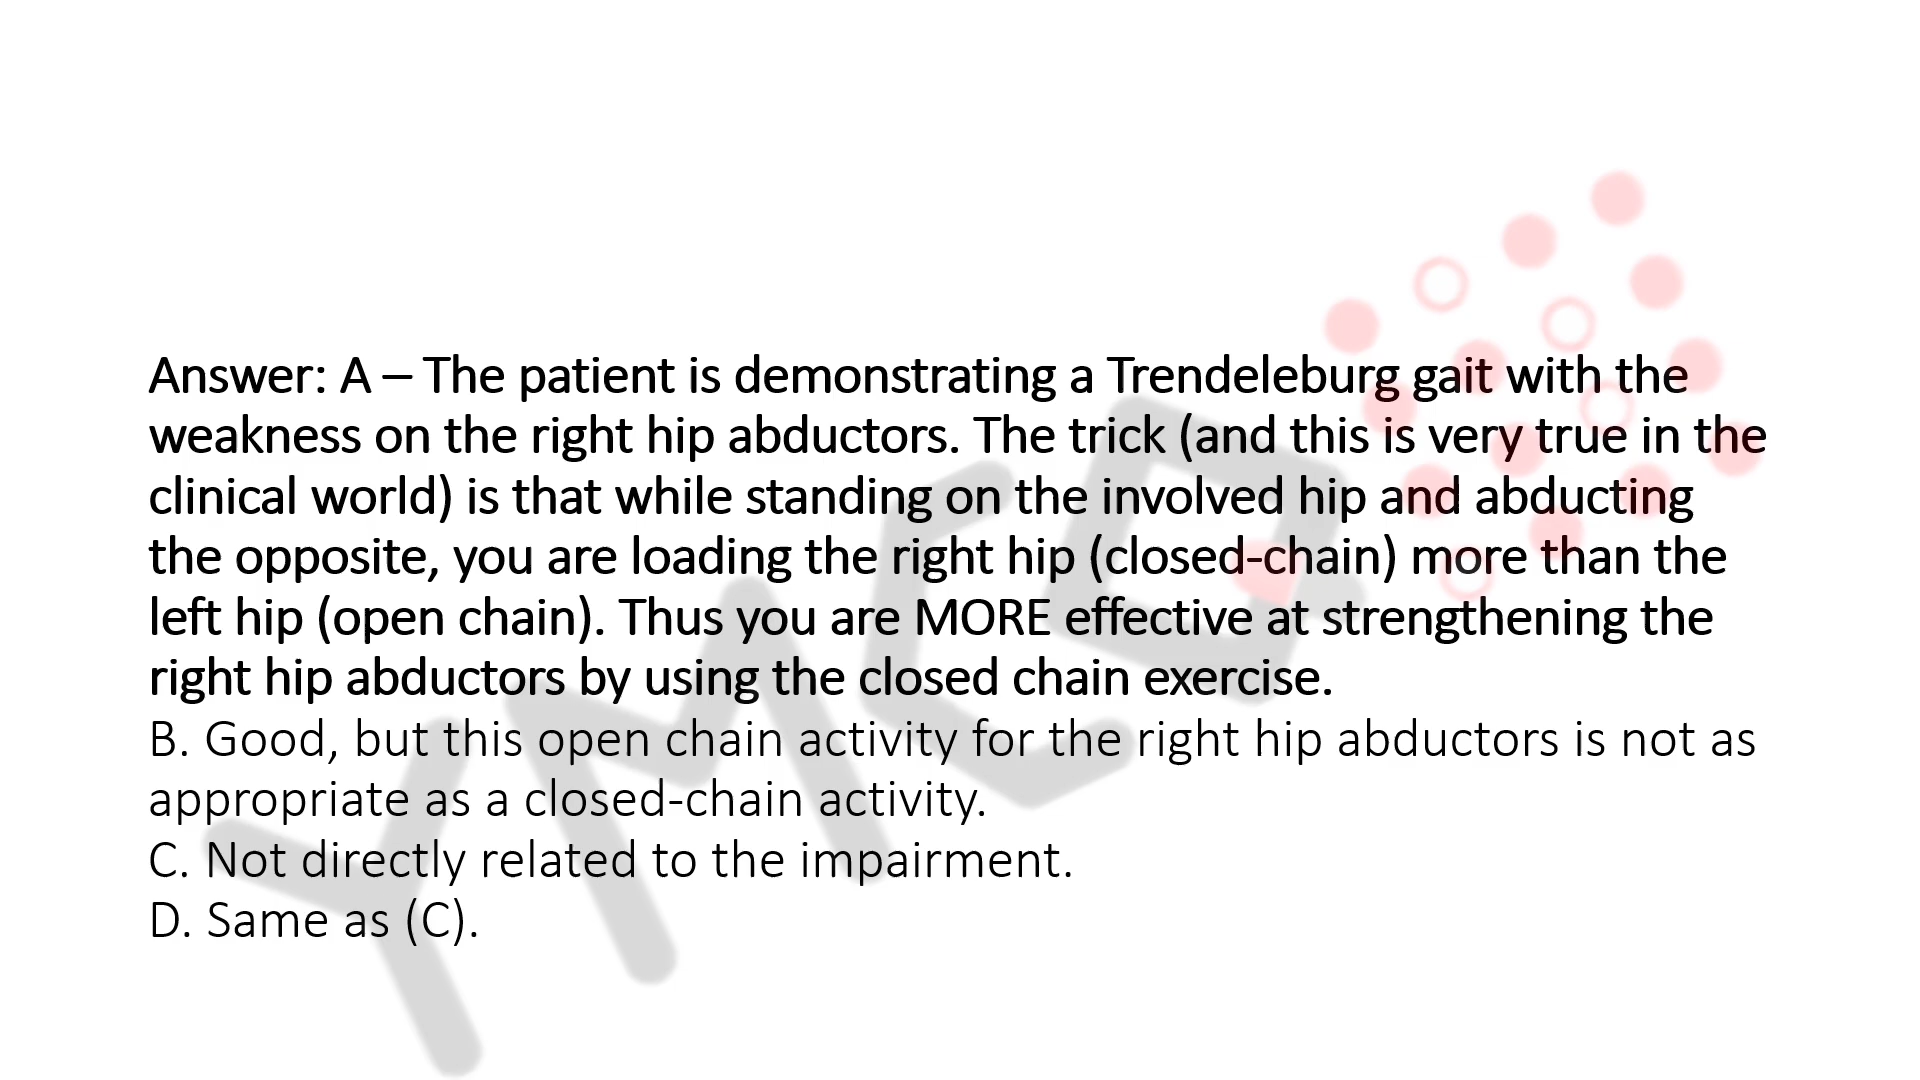 Answer: A – The patient is demonstrating a Trendeleburg gait with the
weakness on the right hip abductors. The trick (and this is very true in the
clinical world) is that while standing on the involved hip and abducting
the opposite, you are loading the right hip (closed-chain) more than the
left hip (open chain). Thus you are MORE effective at strengthening the
right hip abductors by using the closed chain exercise.
B. Good, but this open chain activity for the right hip abductors is not as
appropriate as a closed-chain activity.
C. Not directly related to the impairment.
D. Same as (C).